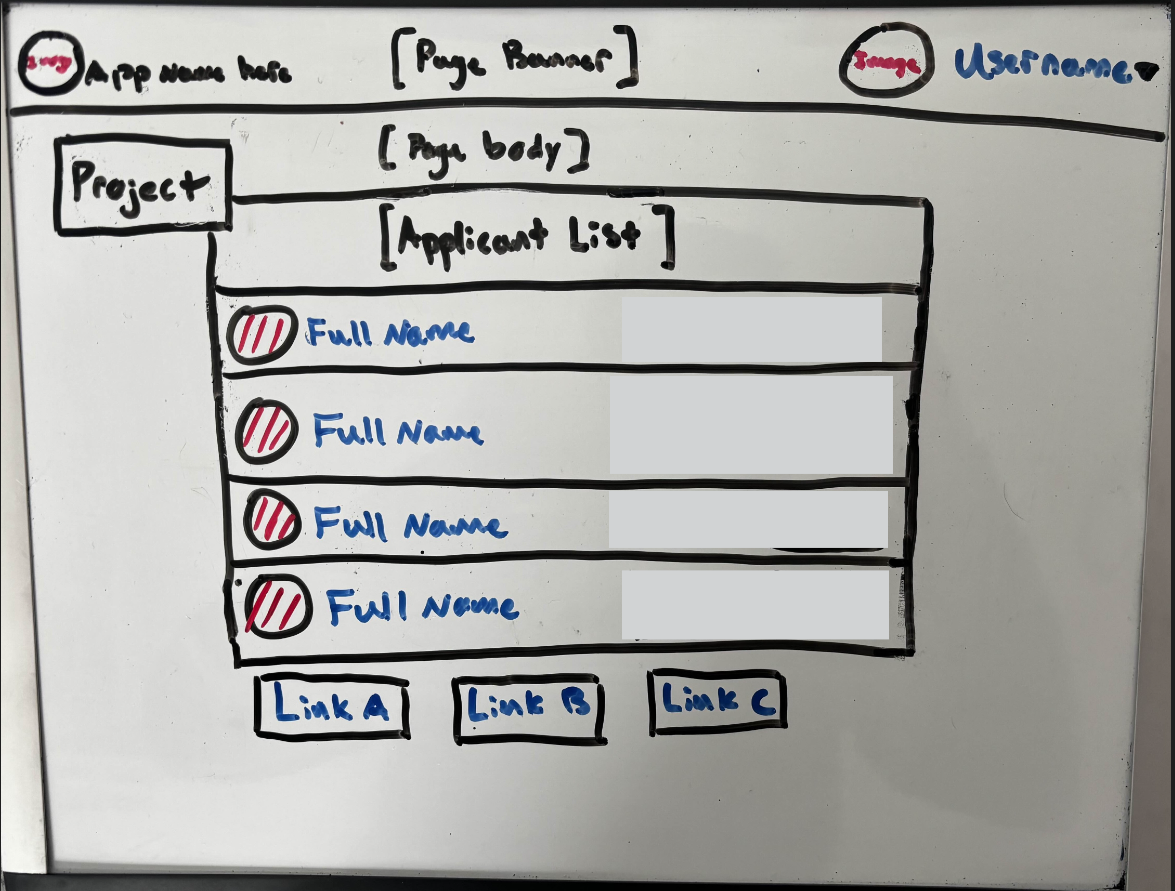 Image App Name here [Page Banner] Image Username
[Page body]
Project
[Applicant List]
Full Name
Full Name
Full Name
Full Name
Link A Link B Link C